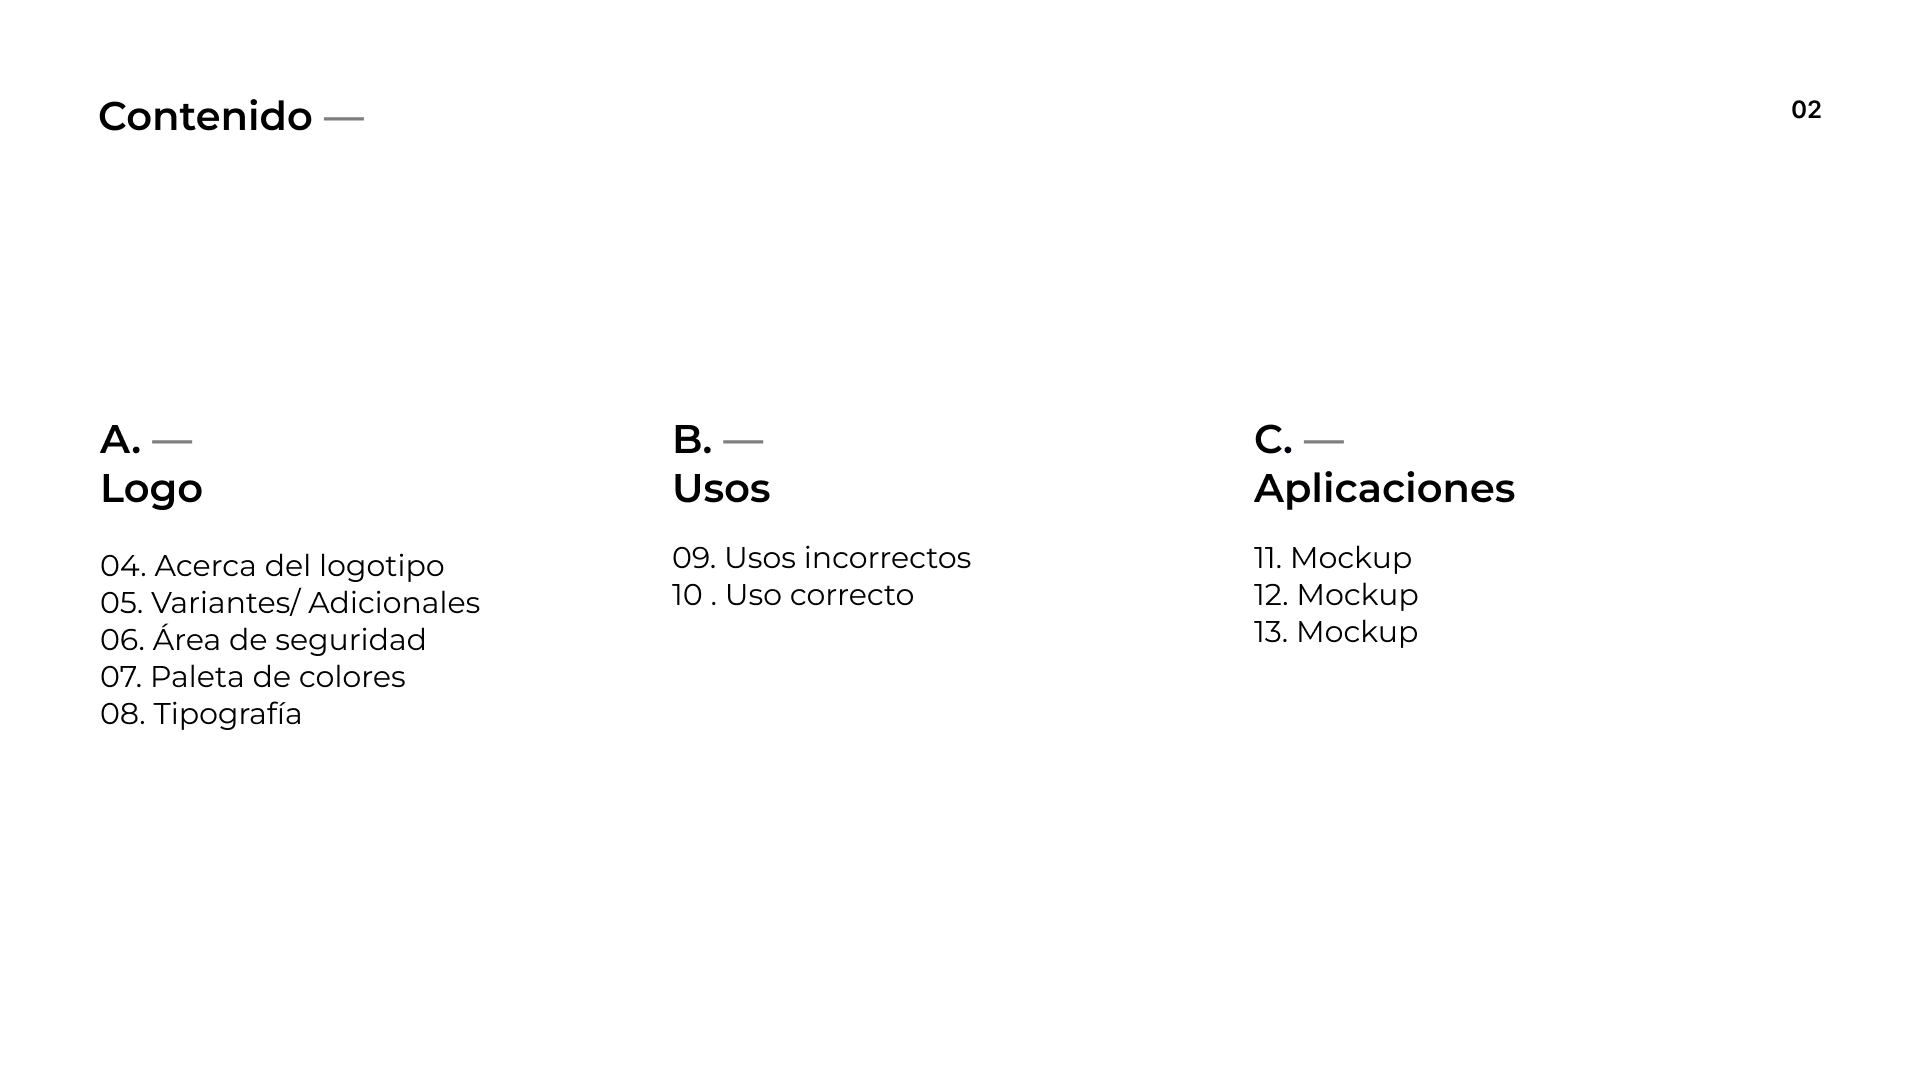 Contenido —
02
A. —
Logo
04. Acerca del logotipo
05. Variantes/ Adicionales
06. Área de seguridad
07. Paleta de colores
08. Tipografía
B. —
Usos
09. Usos incorrectos
10 . Uso correcto
C. —
Aplicaciones
11. Mockup
12. Mockup
13. Mockup